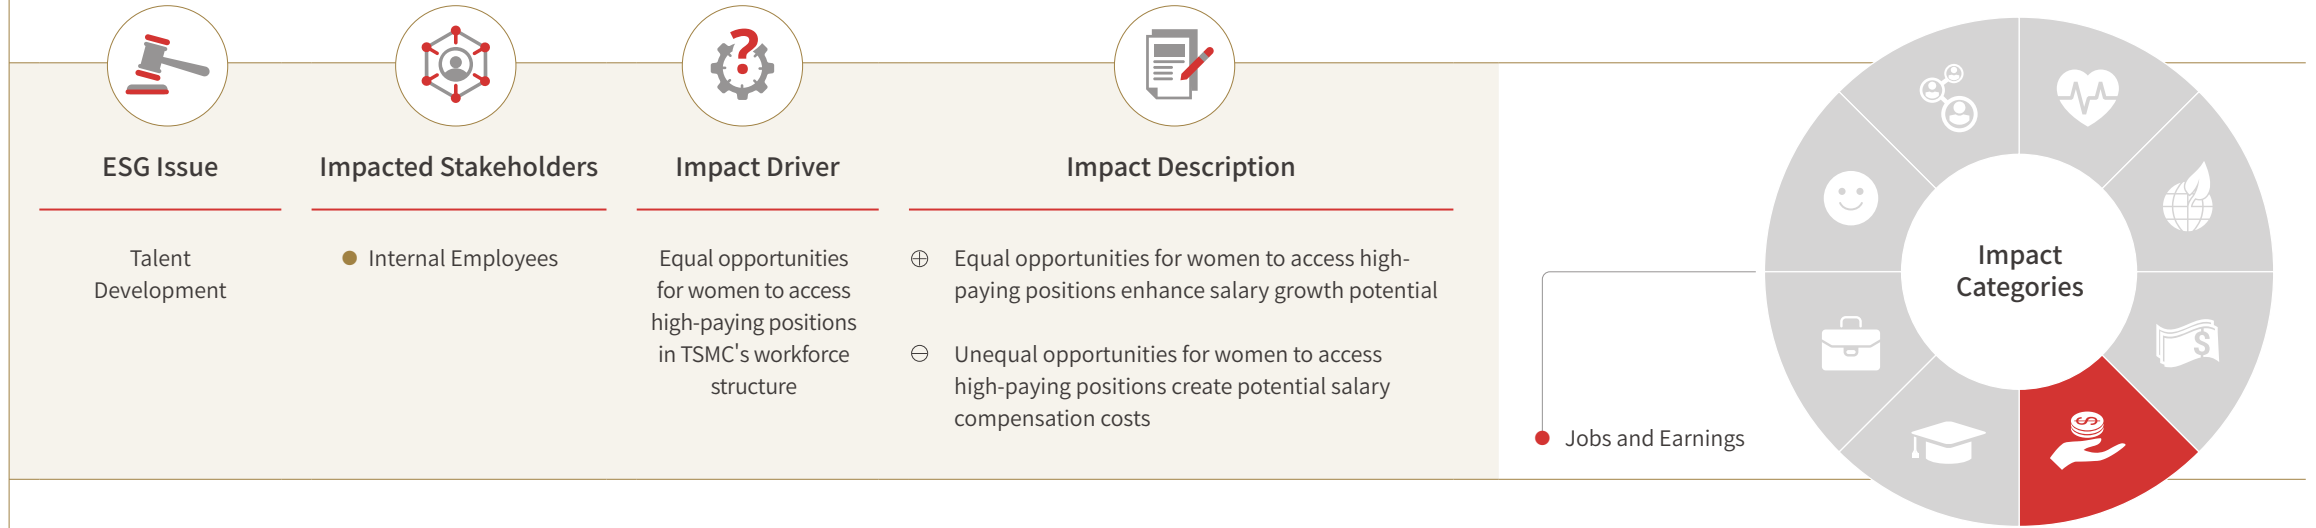 ESG Issue
Talent
Development
Impacted Stakeholders
Internal Employees
Impact Driver
Equal opportunities
for women to access
high-paying positions
in TSMC's workforce
structure
Impact Description
⊕ Equal opportunities for women to access high-
paying positions enhance salary growth potential
⊖ Unequal opportunities for women to access
high-paying positions create potential salary
compensation costs
Jobs and Earnings
Impact
Categories